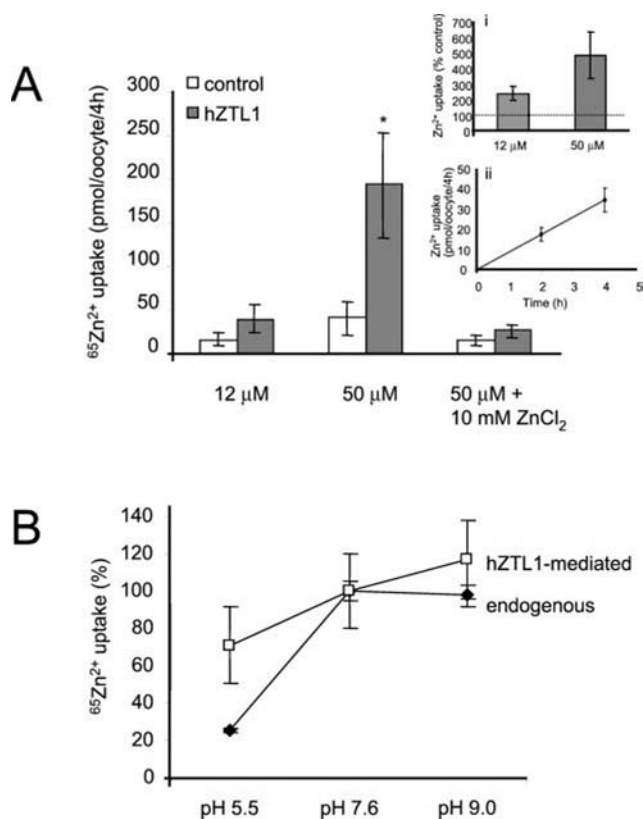 A
⁶⁵Zn²⁺ uptake (pmol/oocyte/4h)
300
250
200
150
100
50
0
control
hZTL1
*
12 µM
50 µM
50 µM +
10 mM ZnCl₂
i
Zn²⁺ uptake (% control)
700
600
500
400
300
200
100
0
12 µM
50 µM
ii
Zn²⁺ uptake
(pmol/oocyte/4h)
50
40
30
20
10
0
0 1 2 3 4 5
Time (h)
B
⁶⁵Zn²⁺ uptake (%)
140
120
100
80
60
40
20
0
hZTL1-mediated
endogenous
pH 5.5
pH 7.6
pH 9.0